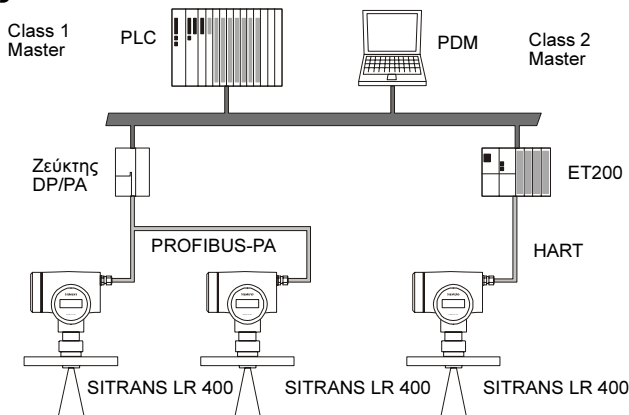 Class 1
Master
PLC
PDM
Class 2
Master
Ζεύκτης
DP/PA
ET200
PROFIBUS-PA
HART
SITRANS LR 400
SITRANS LR 400
SITRANS LR 400